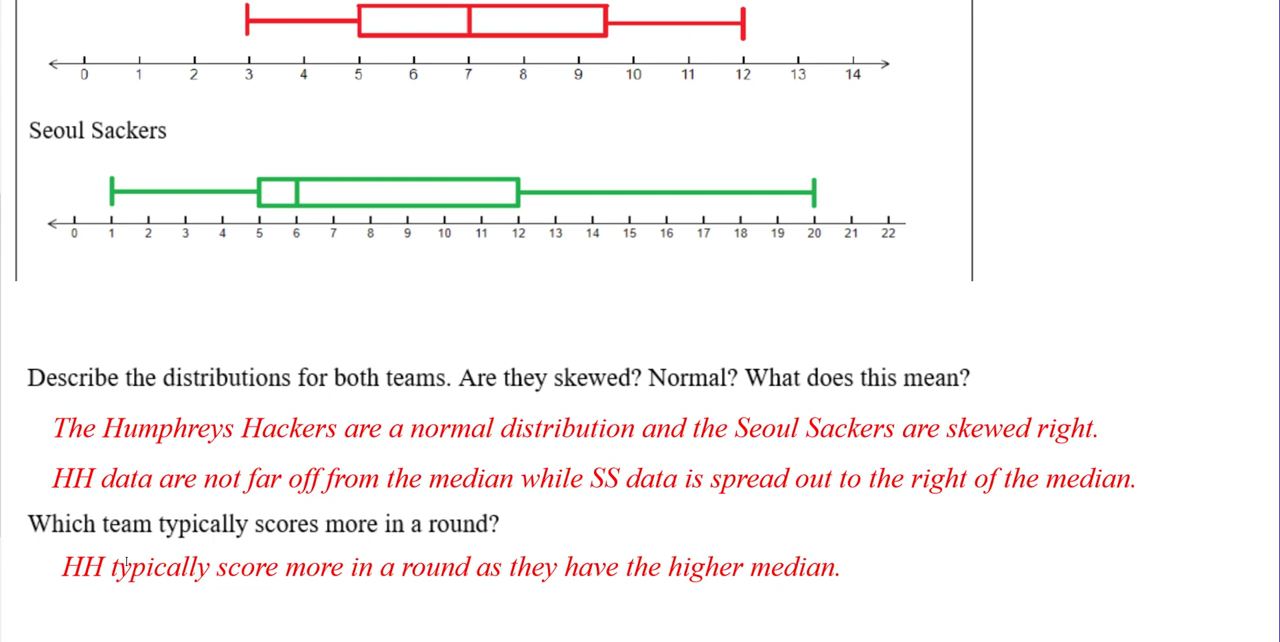 0 1 2 3 4 5 6 7 8 9 10 11 12 13 14
Seoul Sackers
0 1 2 3 4 5 6 7 8 9 10 11 12 13 14 15 16 17 18 19 20 21 22
Describe the distributions for both teams. Are they skewed? Normal? What does this mean?
The Humphreys Hackers are a normal distribution and the Seoul Sackers are skewed right.
HH data are not far off from the median while SS data is spread out to the right of the median.
Which team typically scores more in a round?
HH typically score more in a round as they have the higher median.